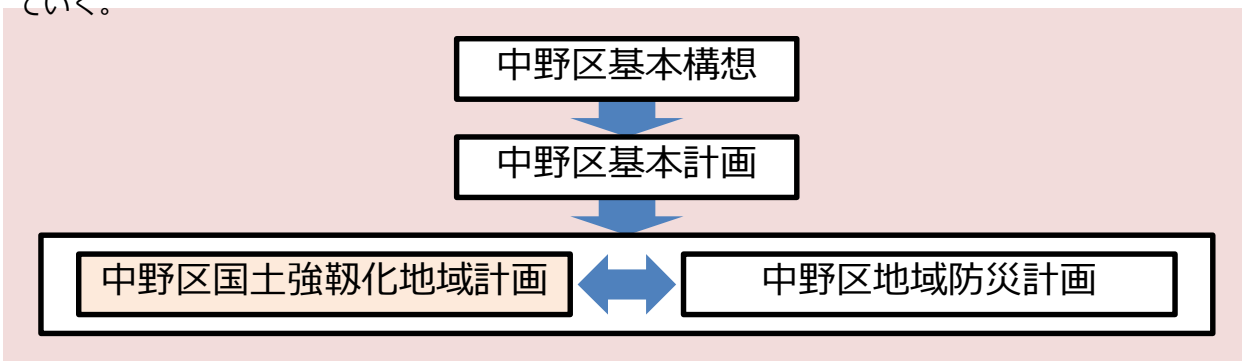 ていく。
中野区基本構想
中野区基本計画
中野区国土強靱化地域計画
中野区地域防災計画